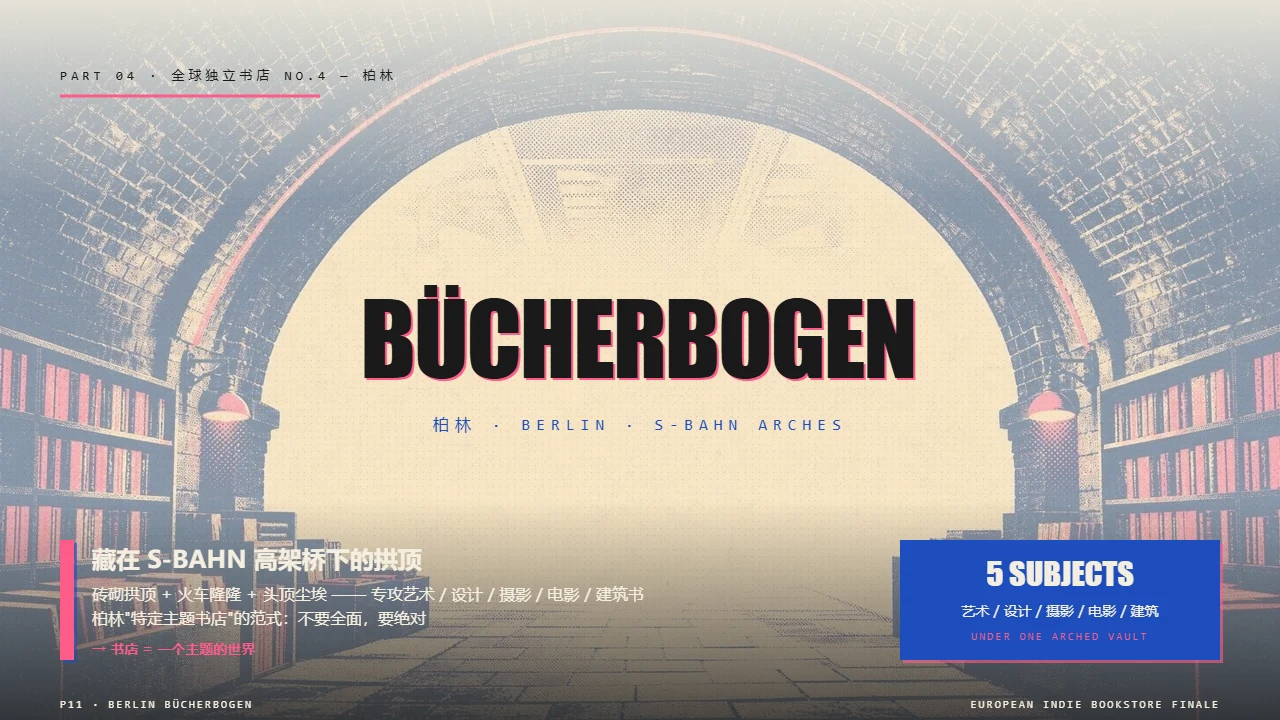 PART 04 · 全球独立书店 NO.4 — 柏林
BÜCHERBOGEN
柏林 · BERLIN · S-BAHN ARCHES
藏在 S-BAHN 高架桥下的拱顶
砖砌拱顶 + 火车隆隆 + 头顶尘埃 —— 专攻艺术 / 设计 / 摄影 / 电影 / 建筑书
柏林"特定主题书店"的范式：不要全面，要绝对
→ 书店 = 一个主题的世界
5 SUBJECTS
艺术 / 设计 / 摄影 / 电影 / 建筑
UNDER ONE ARCHED VAULT
P11 · BERLIN BÜCHERBOGEN
EUROPEAN INDIE BOOKSTORE FINALE